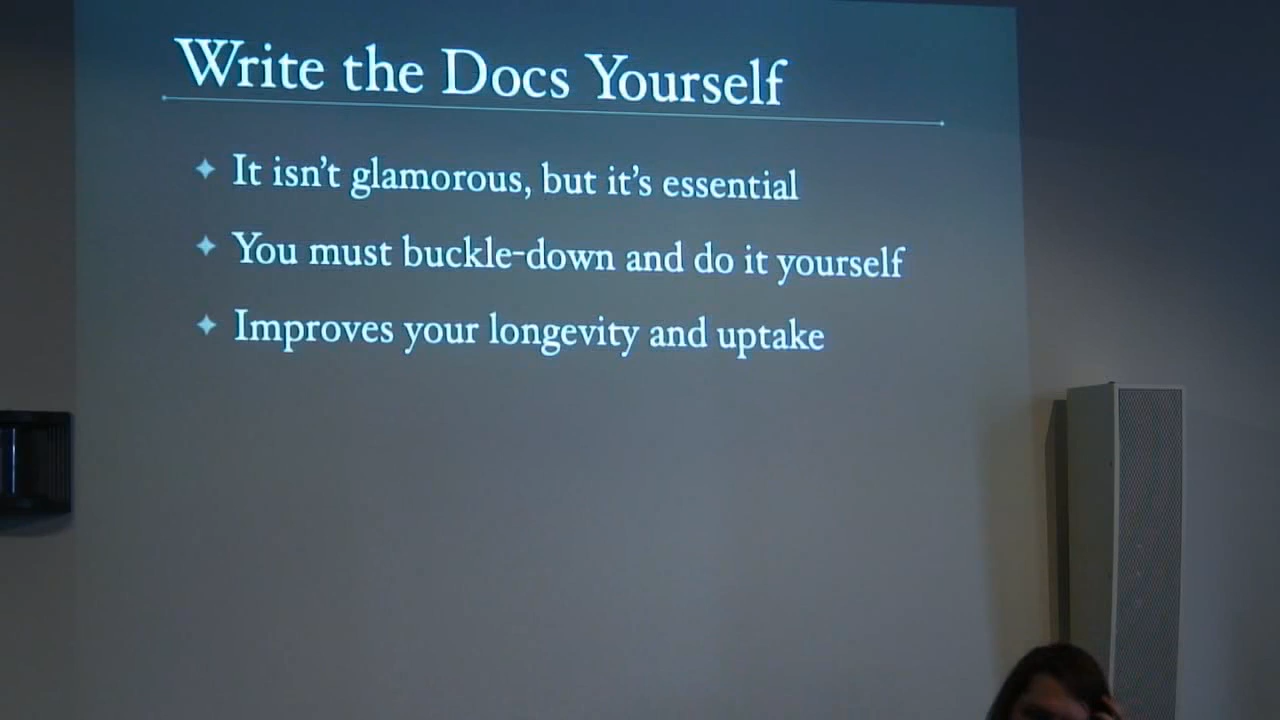 Write the Docs Yourself
It isn't glamorous, but it's essential
You must buckle-down and do it yourself
Improves your longevity and uptake